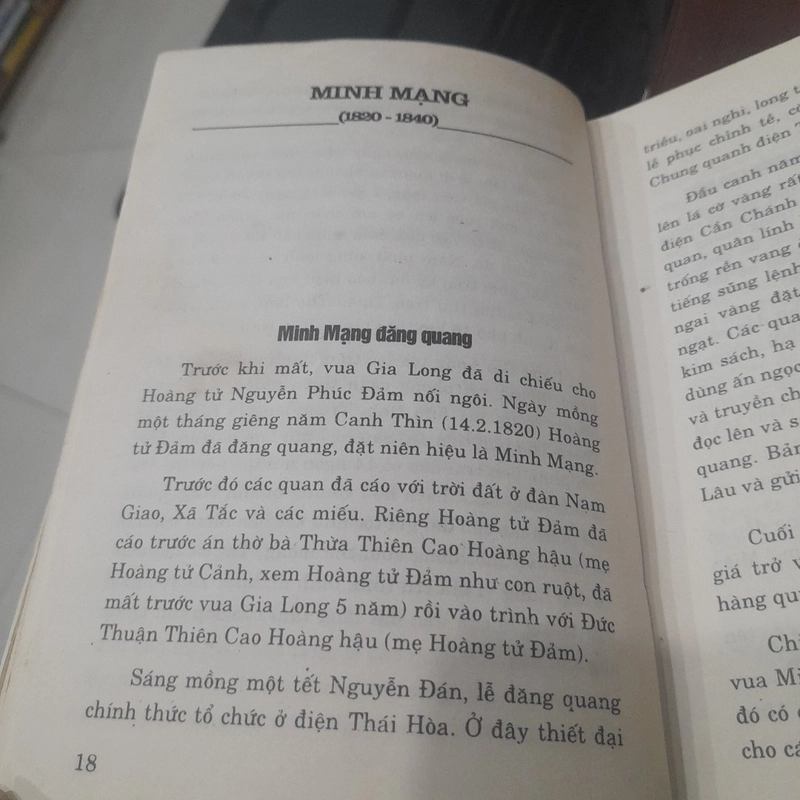 MINH MẠNG
(1820 - 1840)
Minh Mạng đăng quang
Trước khi mất, vua Gia Long đã di chiếu cho
Hoàng tử Nguyễn Phúc Đảm nối ngôi. Ngày mồng
một tháng giêng năm Canh Thìn (14.2.1820) Hoàng
tử Đảm đã đăng quang, đặt niên hiệu là Minh Mạng.
Trước đó các quan đã cáo với trời đất ở đàn Nam
Giao, Xã Tắc và các miếu. Riêng Hoàng tử Đảm đã
cáo trước án thờ bà Thừa Thiên Cao Hoàng hậu (mẹ
Hoàng tử Cảnh, xem Hoàng tử Đảm như con ruột, đã
mất trước vua Gia Long 5 năm) rồi vào trình với Đức
Thuận Thiên Cao Hoàng hậu (mẹ Hoàng tử Đảm).
Sáng mồng một tết Nguyễn Đán, lễ đăng quang
chính thức tổ chức ở điện Thái Hòa. Ở đây thiết đại
18
triều, oai nghi, long t
lễ phục chỉnh tề, c
Chung quanh điện
Đầu canh năm
lên lá cờ vàng rất
điện Cần Chánh
quan, quân lính
trống rền vang
tiếng súng lệnh
ngai vàng đặt
ngạt. Các qua
kim sách, hạ
dùng ấn ngọc
và truyền ch
đọc lên và s
quang. Bản
Lâu và gửi
Cuối
giá trở v
hàng qu
Ch
vua Mi
đó có
cho cá